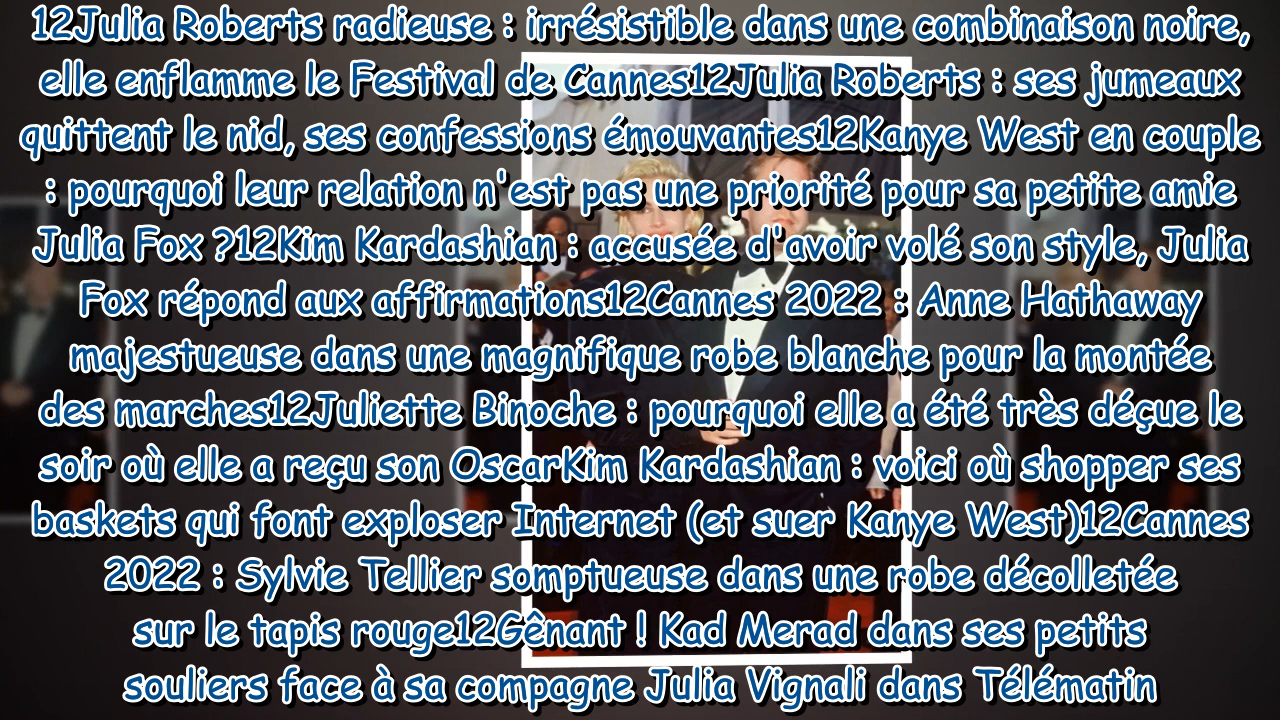 12Julia Roberts radieuse : irrésistible dans une combinaison noire,
elle enflamme le Festival de Cannes12Julia Roberts : ses jumeaux
quittent le nid, ses confessions émouvantes12Kanye West en couple
: pourquoi leur relation n'est pas une priorité pour sa petite amie
Julia Fox ?12Kim Kardashian : accusée d'avoir volé son style, Julia
Fox répond aux affirmations12Cannes 2022 : Anne Hathaway
majestueuse dans une magnifique robe blanche pour la montée
des marches12Juliette Binoche : pourquoi elle a été très déçue le
soir où elle a reçu son OscarKim Kardashian : voici où shopper ses
baskets qui font exploser Internet (et suer Kanye West)12Cannes
2022 : Sylvie Tellier somptueuse dans une robe décolletée
sur le tapis rouge12Gênant ! Kad Merad dans ses petits
souliers face à sa compagne Julia Vignali dans Télématin